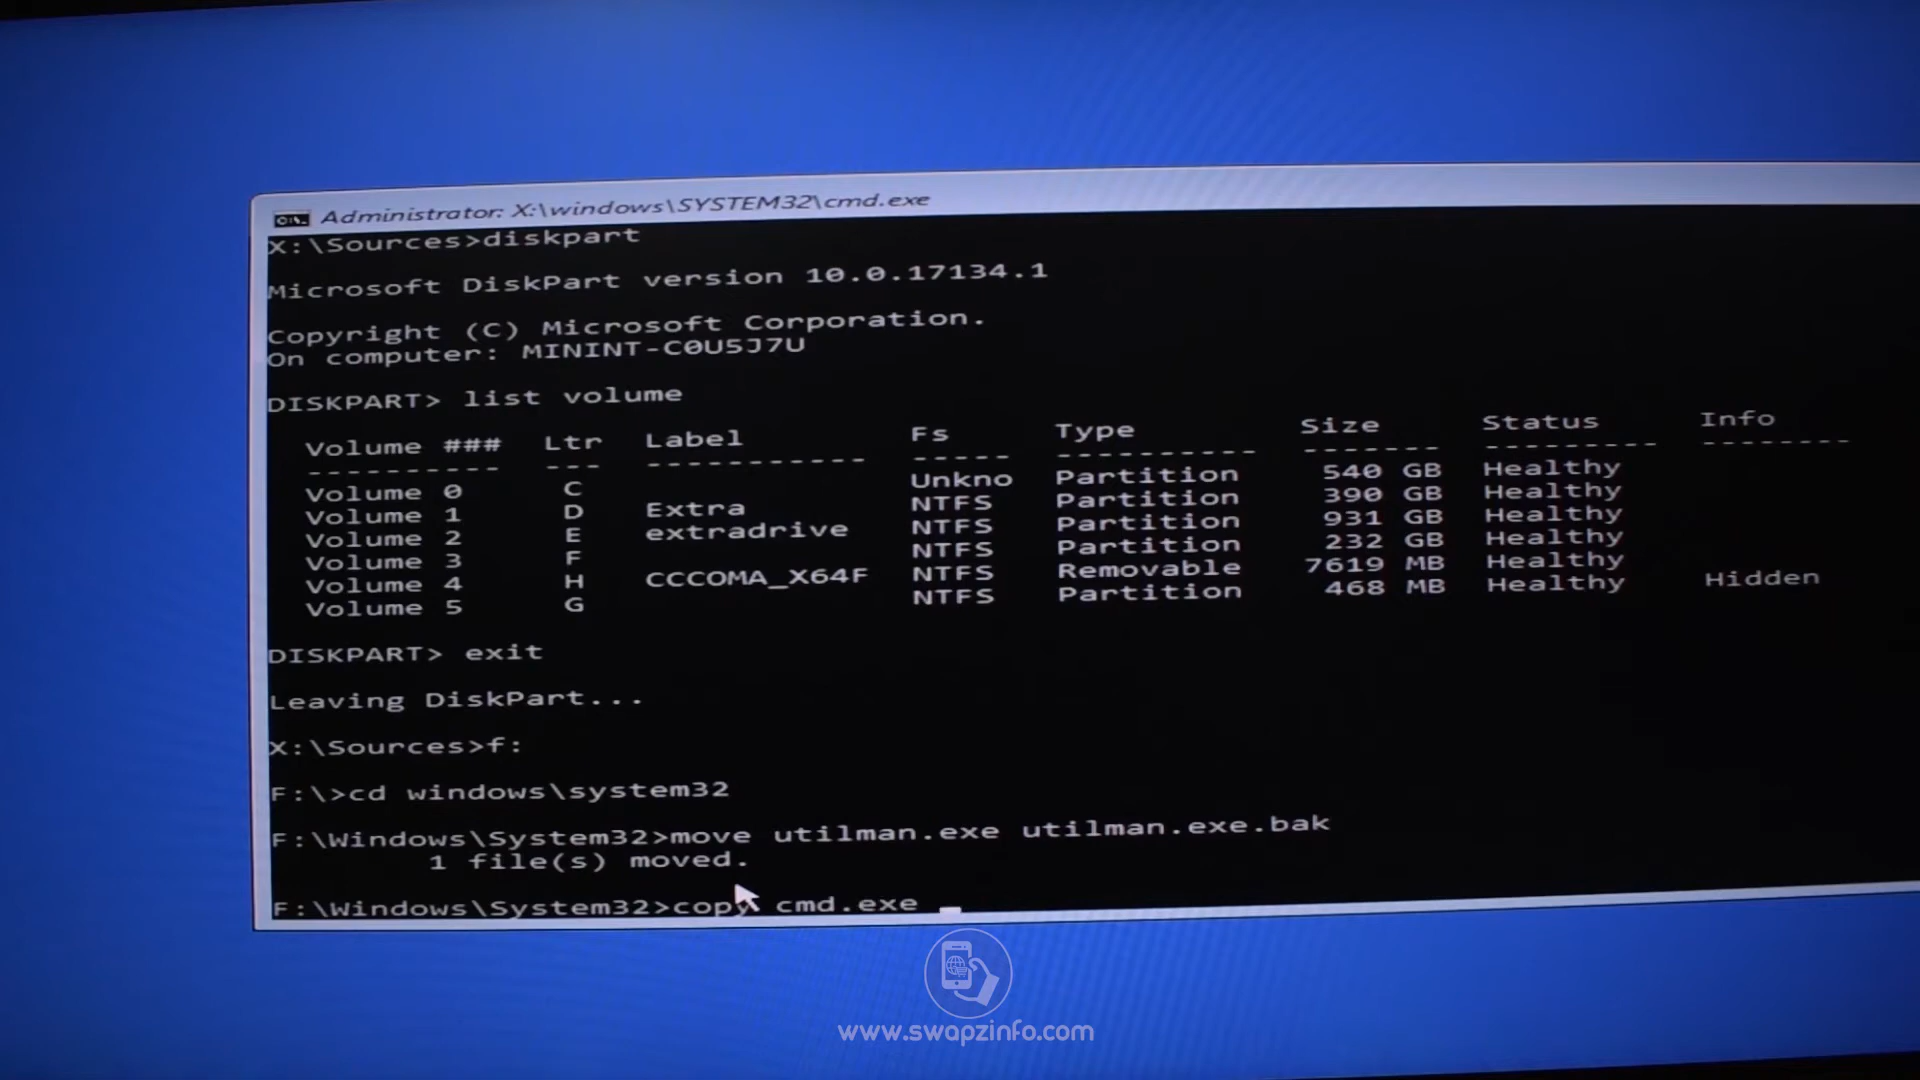 Administrator: X:\windows\SYSTEM32\cmd.exe
X:\Sources>diskpart
Microsoft DiskPart version 10.0.17134.1
Copyright (C) Microsoft Corporation.
On computer: MININT-C0U5J7U
DISKPART> list volume
Volume ### Ltr Label Fs Type Size Status Info
---------- --- ----------- ----- ---------- ------- --------- --------
Volume 0 C Unkno Partition 540 GB Healthy
Volume 1 D Extra NTFS Partition 390 GB Healthy
Volume 2 E extradrive NTFS Partition 931 GB Healthy
Volume 3 F NTFS Partition 232 GB Healthy
Volume 4 H CCCOMA_X64F NTFS Removable 7619 MB Healthy
Volume 5 G NTFS Partition 468 MB Healthy Hidden
DISKPART> exit
Leaving DiskPart...
X:\Sources>f:
F:\>cd windows\system32
F:\Windows\System32>move utilman.exe utilman.exe.bak
1 file(s) moved.
F:\Windows\System32>copy cmd.exe _
www.swapzinfo.com